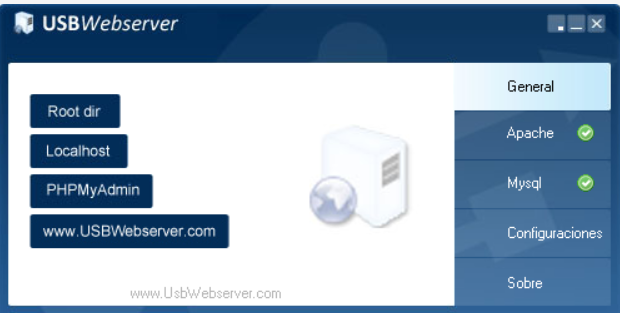 USBWebserver
Root dir
Localhost
PHPMyAdmin
www.USBWebserver.com
www.UsbWebserver.com
General
Apache
Mysql
Configuraciones
Sobre